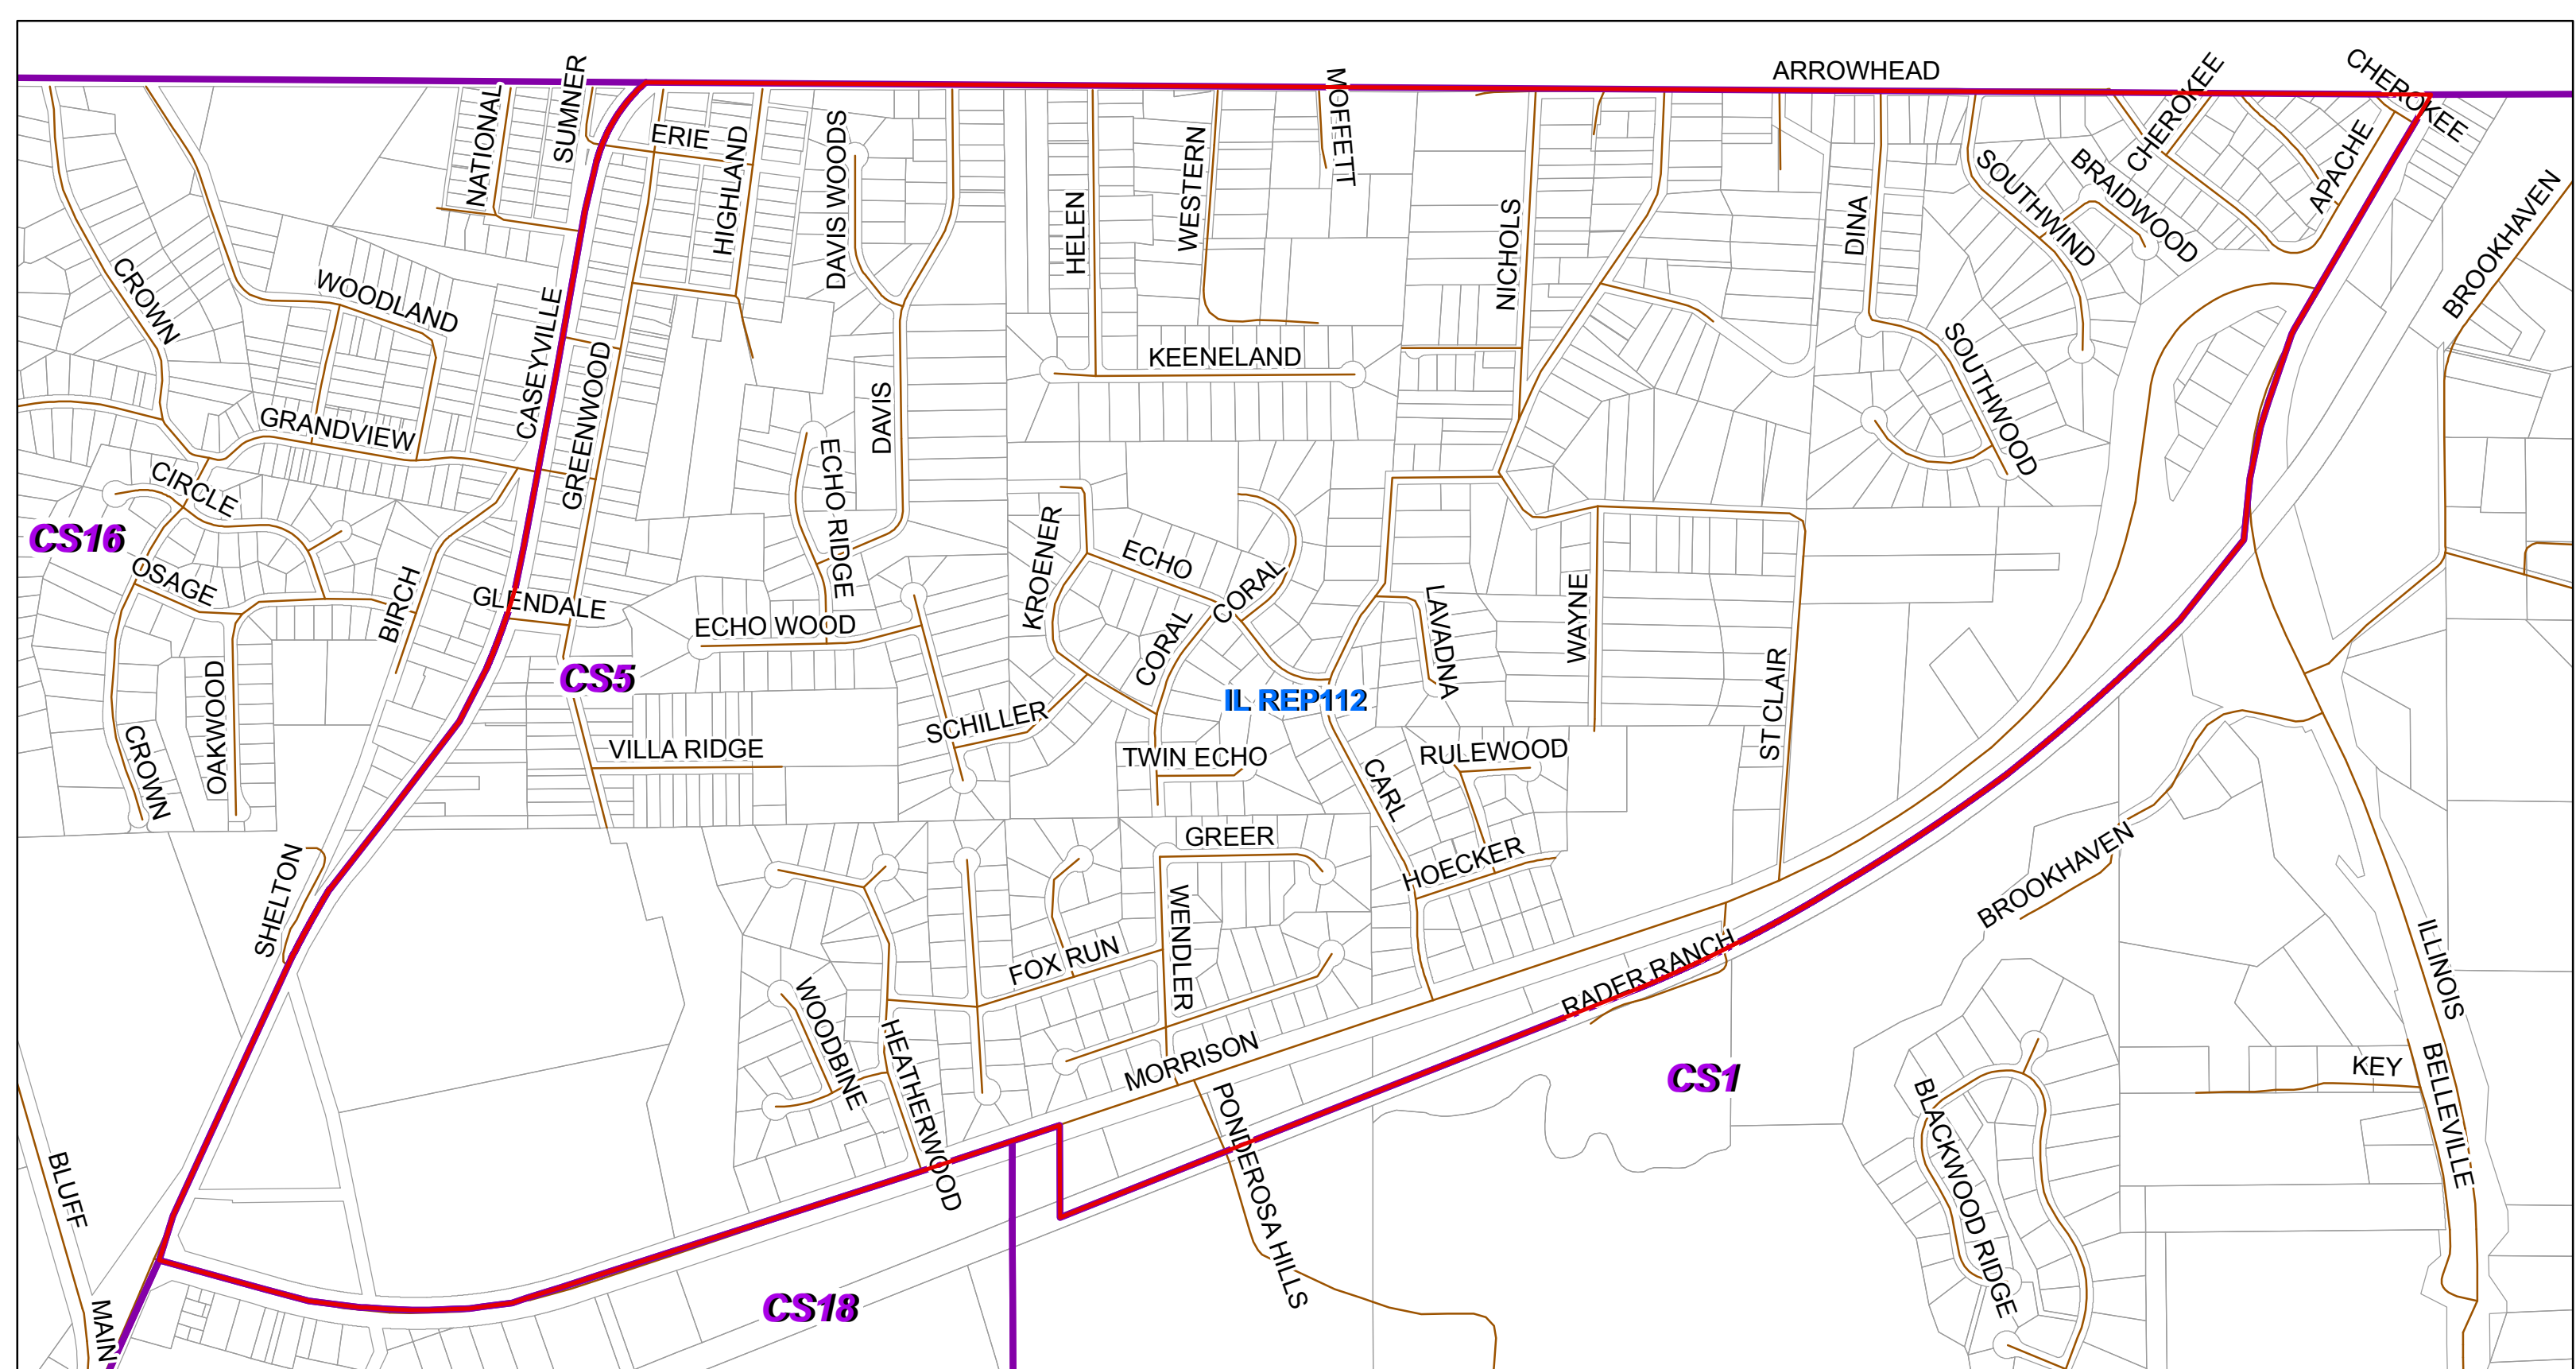 ARROWHEAD
CHEROKEE
CHEROKEE
SUMNER
NATIONAL
MOFFETT
ERIE
HIGHLAND
DAVIS WOODS
HELEN
WESTERN
NICHOLS
DINA
SOUTHWIND
BRAIDWOOD
APACHE
BROOKHAVEN
CROWN
WOODLAND
CASEYVILLE
GREENWOOD
KEENELAND
SOUTHWOOD
DAVIS
GRANDVIEW
CIRCLE
ECHO RIDGE
CS16
OSAGE
BIRCH
GLENDALE
ECHO WOOD
KROENER
ECHO
CORAL
CORAL
LAVADNA
WAYNE
ST CLAIR
CS5
IL REP112
OAKWOOD
CROWN
SCHILLER
VILLA RIDGE
TWIN ECHO
CARL
RULEWOOD
GREER
HOECKER
SHELTON
WENDLER
FOX RUN
BROOKHAVEN
RADER RANCH
ILLINOIS
WOODBINE
HEATHERWOOD
MORRISON
PONDEROSA HILLS
CS1
KEY
BELLEVILLE
BLACKWOOD RIDGE
BLUFF
MAIN
CS18